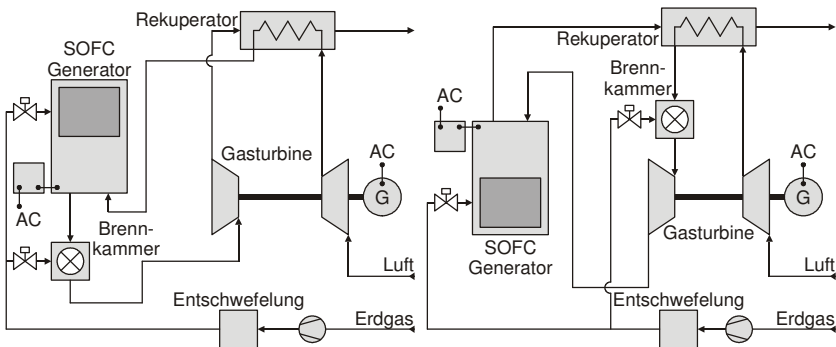 Rekuperator
SOFC
Generator
AC
Brenn-
kammer
Gasturbine
AC
G
Luft
Entschwefelung
Erdgas
Rekuperator
Brenn-
kammer
AC
AC
G
SOFC
Generator
Gasturbine
Luft
Entschwefelung
Erdgas